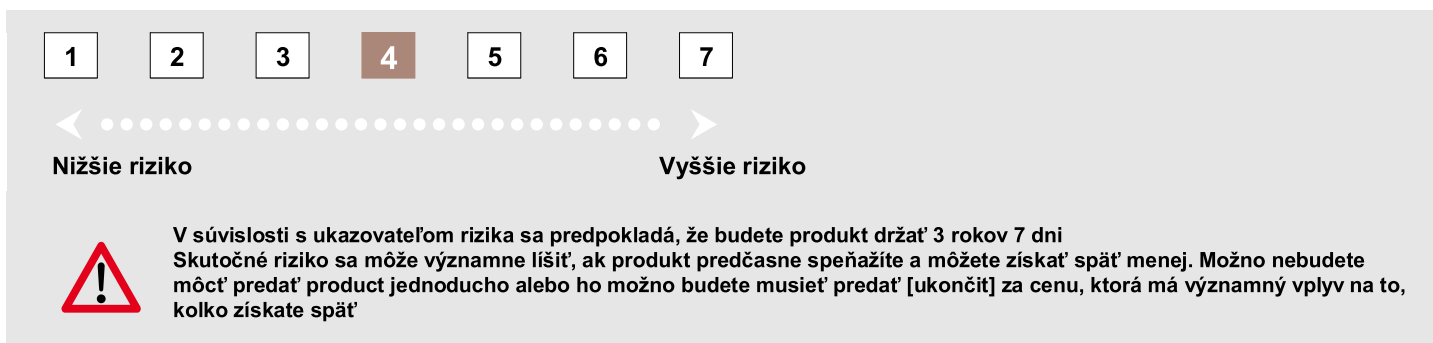 1 2 3 4 5 6 7
Nižšie riziko Vyššie riziko
V súvislosti s ukazovateľom rizika sa predpokladá, že budete produkt držať 3 rokov 7 dni
Skutočné riziko sa môže významne líšiť, ak produkt predčasne speňažíte a môžete získať späť menej. Možno nebudete
môcť predať product jednoducho alebo ho možno budete musieť predať [ukončit] za cenu, ktorá má významný vplyv na to,
kolko získate späť